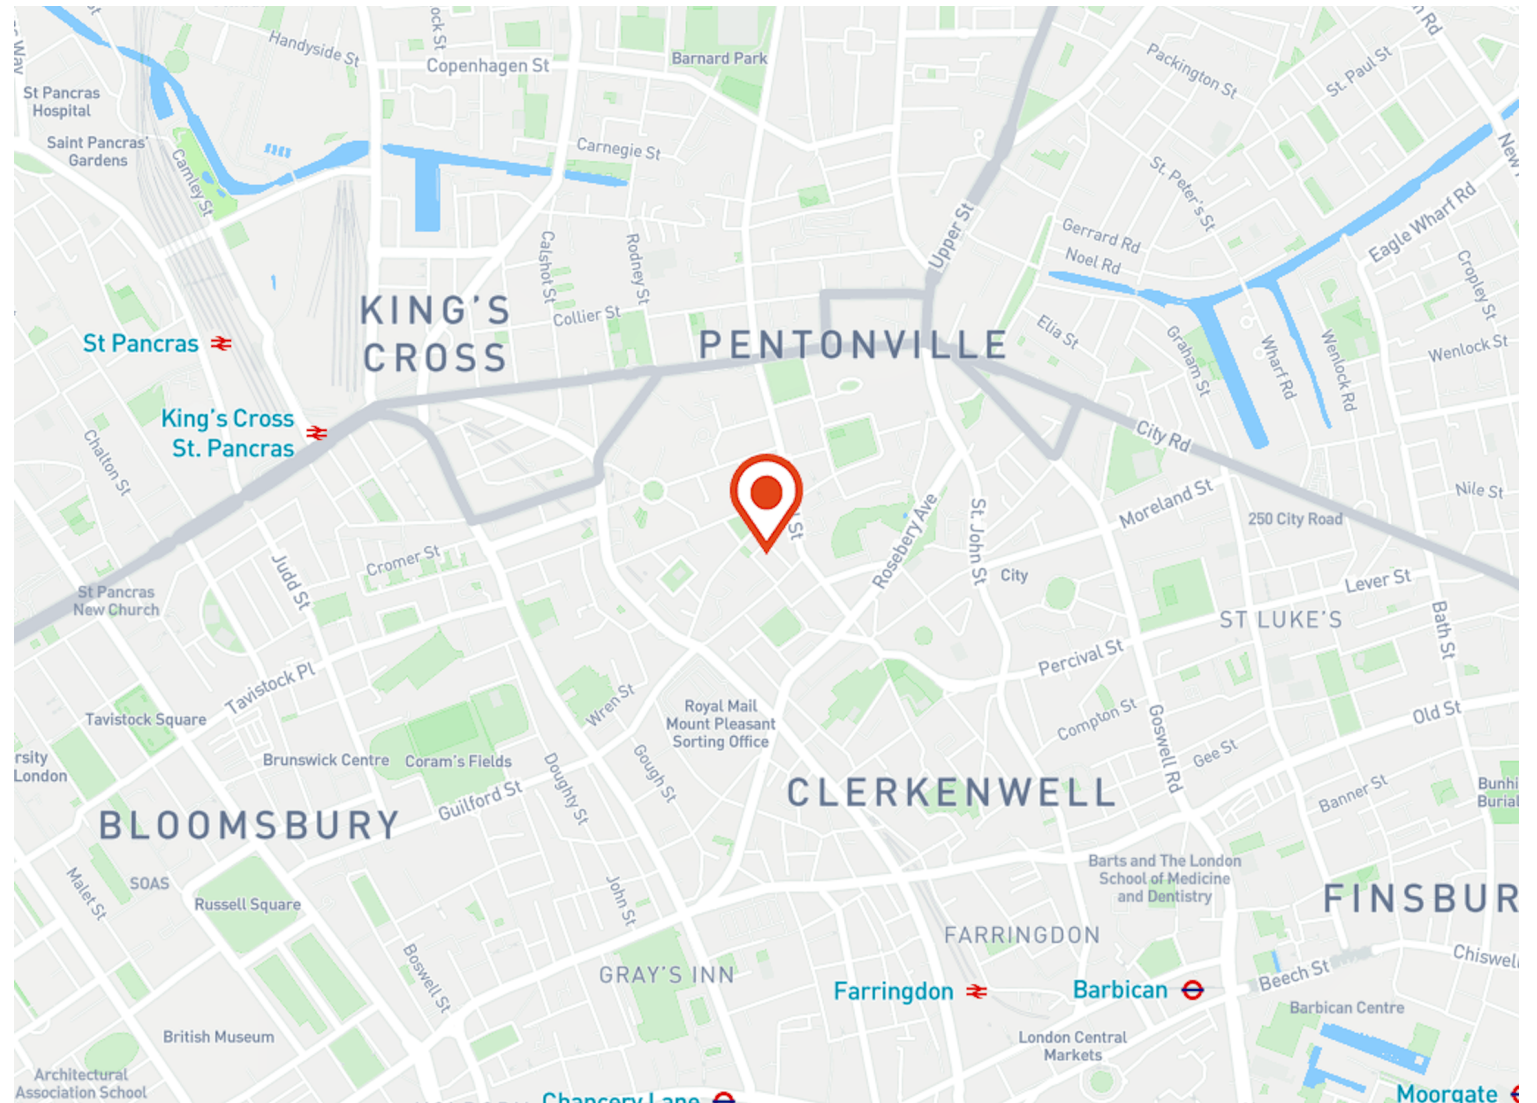 Handyside St
Copenhagen St
Barnard Park
Packington St
St. Paul St
St Pancras
Hospital
Saint Pancras'
Gardens
Camley St
Carnegie St
St. Peter's St
Upper St
Gerrard Rd
Noel Rd
Eagle Wharf Rd
Calshot St
Rodney St
Cropley St
KING'S
CROSS
Collier St
PENTONVILLE
Elia St
Graham St
Wharf Rd
Wenlock Rd
Wenlock St
St Pancras
King's Cross
St. Pancras
Chalton St
City Rd
Moreland St
Nile St
250 City Road
St
Rosebery Ave
St. John St
Cromer St
Judd St
City
St Pancras
New Church
Lever St
ST LUKE'S
Bath St
Percival St
Tavistock Pl
Wren St
Tavistock Square
Royal Mail
Mount Pleasant
Sorting Office
Compton St
Goswell Rd
Old St
Gee St
rsity
London
Brunswick Centre
Coram's Fields
Gough St
Doughty St
Guilford St
CLERKENWELL
Banner St
Bunhi
Burial
BLOOMSBURY
Malet St
SOAS
Russell Square
John St
Barts and The London
School of Medicine
and Dentistry
FINSBUR
FARRINGDON
Boswell St
GRAY'S INN
Chiswell
Beech St
Farringdon
Barbican
Barbican Centre
British Museum
London Central
Markets
Architectural
Association School
Chancery Lane
Moorgate